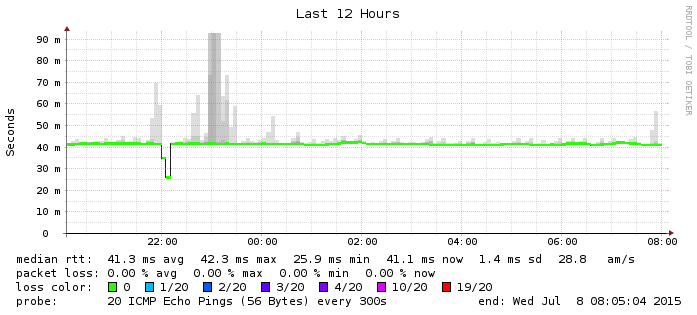 Last 12 Hours
RRDTOOL / TOBI OETIKER
Seconds
90 m
80 m
70 m
60 m
50 m
40 m
30 m
20 m
10 m
0
22:00 00:00 02:00 04:00 06:00 08:00
median rtt: 41.3 ms avg 42.3 ms max 25.9 ms min 41.1 ms now 1.4 ms sd 28.8 am/s
packet loss: 0.00 % avg 0.00 % max 0.00 % min 0.00 % now
loss color: 0 1/20 2/20 3/20 4/20 10/20 19/20
probe: 20 ICMP Echo Pings (56 Bytes) every 300s end: Wed Jul 8 08:05:04 2015